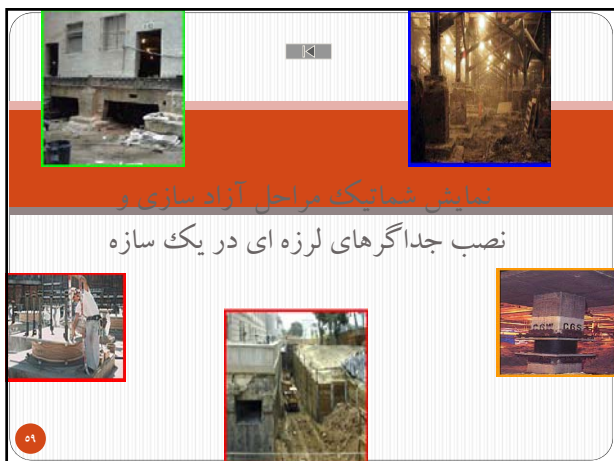 نمایش شماتیک مراحل آزاد سازی و
نصب جداگرهای لرزه ای در یک سازه
۵۹